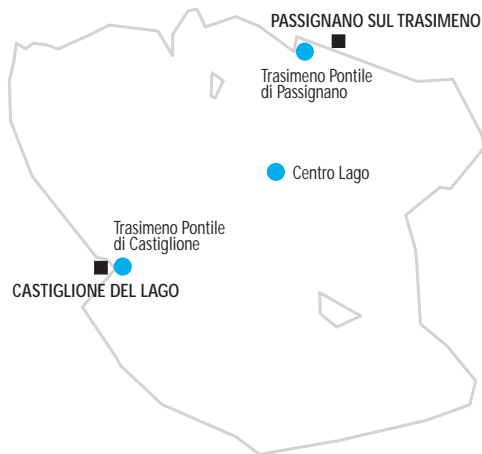 PASSIGNANO SUL TRASIMENO
Trasimeno Pontile
di Passignano
Centro Lago
Trasimeno Pontile
di Castiglione
CASTIGLIONE DEL LAGO